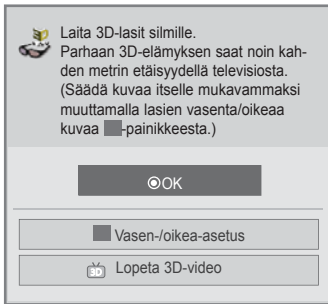 Laita 3D-lasit silmille.
Parhaan 3D-elämyksen saat noin kah-
den metrin etäisyydellä televisiosta.
(Säädä kuvaa itselle mukavammaksi
muuttamalla lasien vasenta/oikeaa
kuvaa -painikkeesta.)
OK
Vasen-/oikea-asetus
3D Lopeta 3D-video